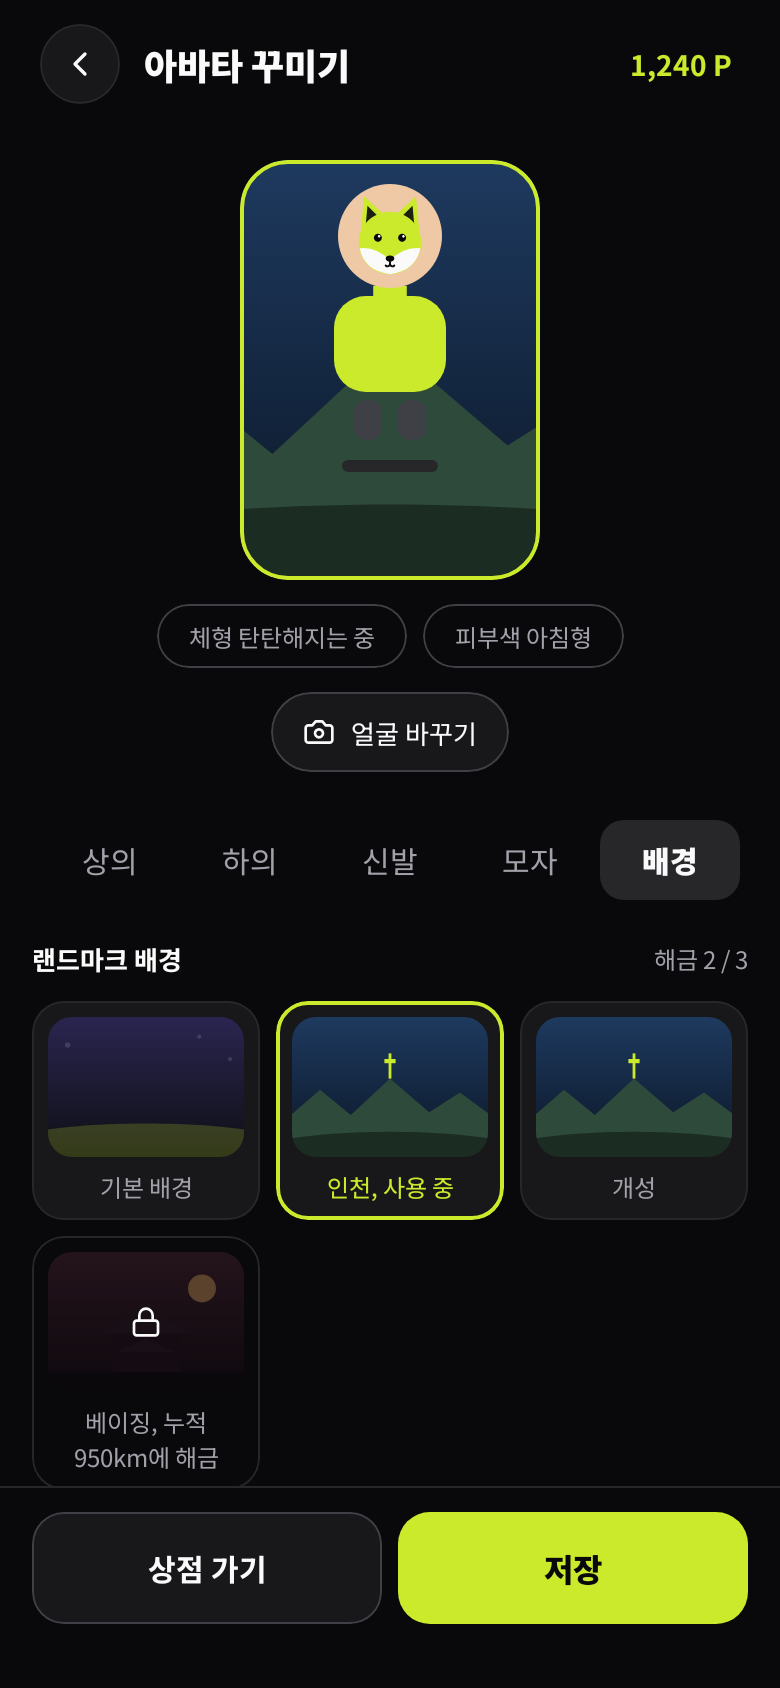 아바타 꾸미기
1,240 P
체형 탄탄해지는 중
피부색 아침형
얼굴 바꾸기
상의
하의
신발
모자
배경
랜드마크 배경
해금 2 / 3
기본 배경
인천, 사용 중
개성
베이징, 누적
950km에 해금
상점 가기
저장